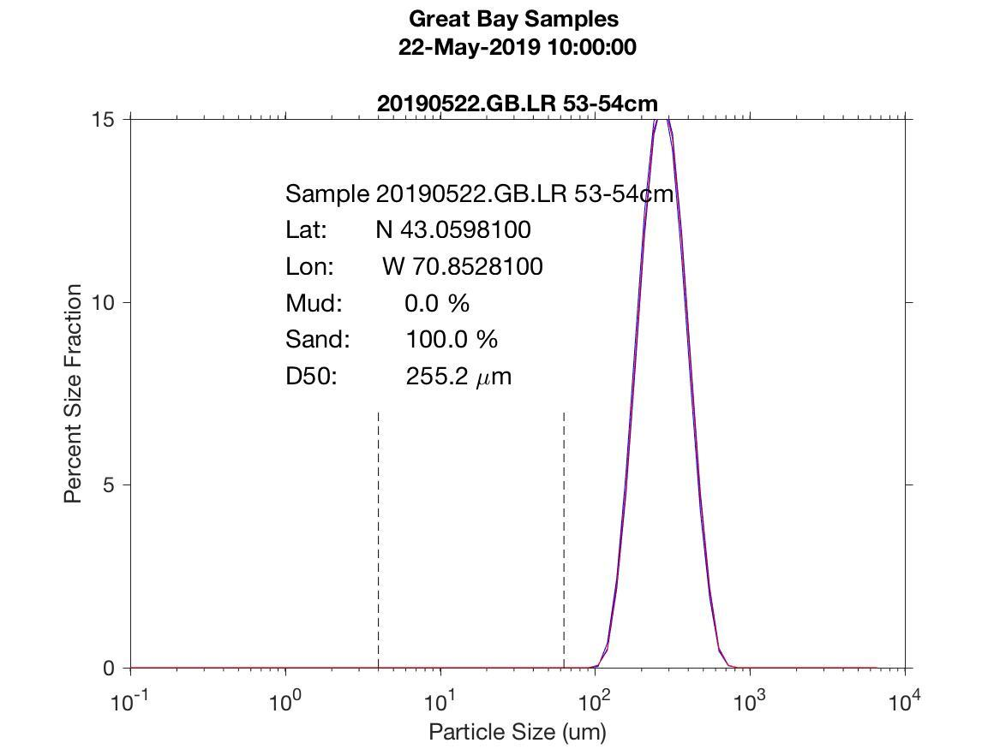 Great Bay Samples
22-May-2019 10:00:00
20190522.GB.LR 53-54cm
15
10
5
0
Percent Size Fraction
Sample 20190522.GB.LR 53-54cm
Lat: N 43.0598100
Lon: W 70.8528100
Mud: 0.0 %
Sand: 100.0 %
D50: 255.2 μm
10⁻¹ 10⁰ 10¹ 10² 10³ 10⁴
Particle Size (um)